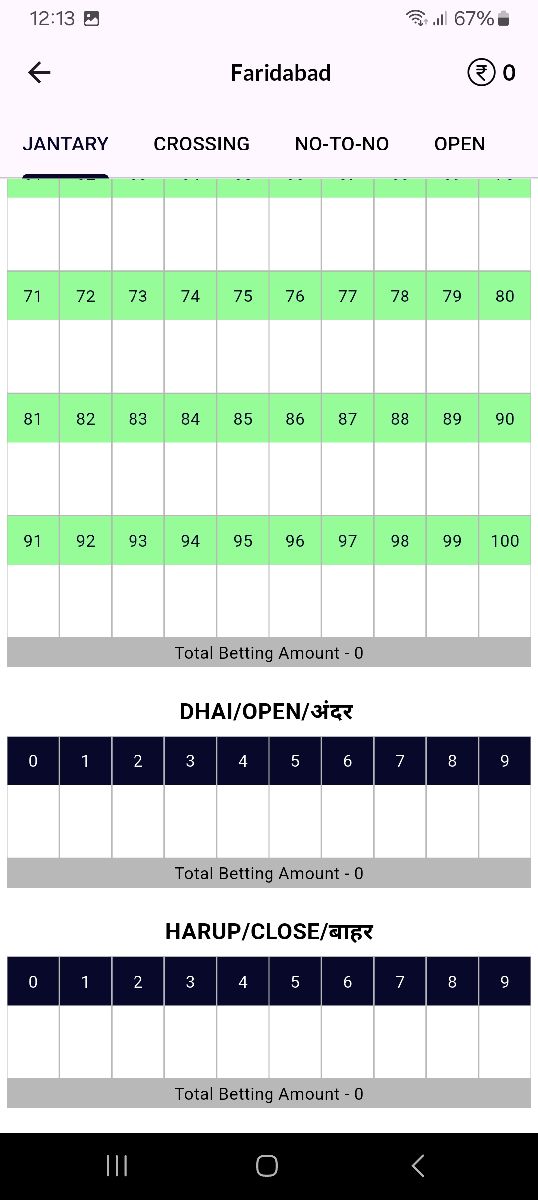 12:13 67%
Faridabad 0
JANTARY CROSSING NO-TO-NO OPEN
71 72 73 74 75 76 77 78 79 80
81 82 83 84 85 86 87 88 89 90
91 92 93 94 95 96 97 98 99 100
Total Betting Amount - 0
DHAI/OPEN/अंदर
0 1 2 3 4 5 6 7 8 9
Total Betting Amount - 0
HARUP/CLOSE/बाहर
0 1 2 3 4 5 6 7 8 9
Total Betting Amount - 0